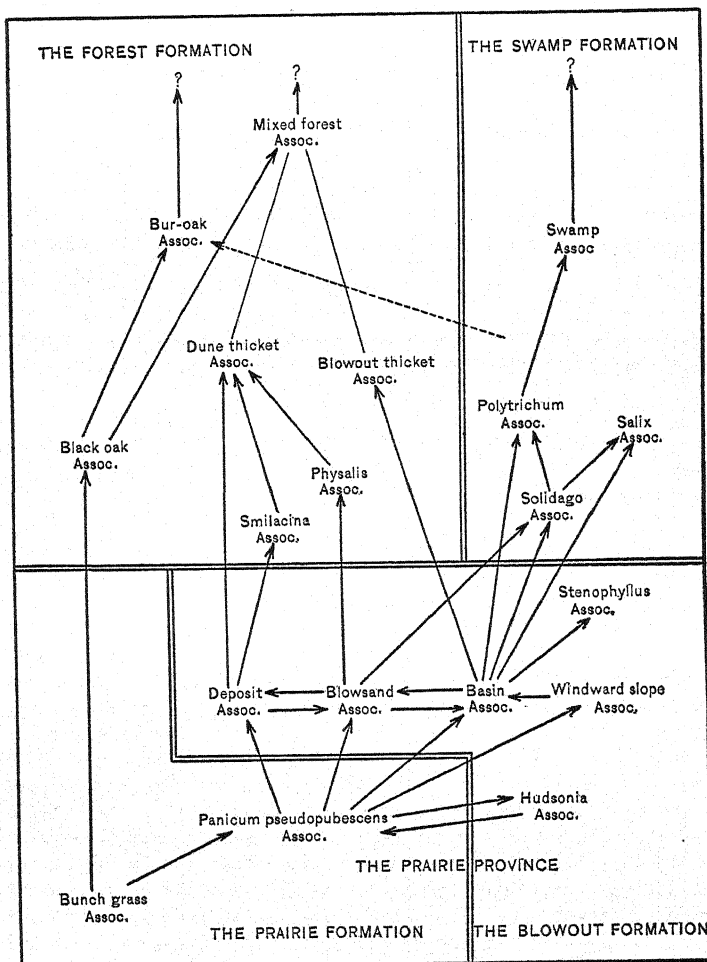 THE FOREST FORMATION
THE SWAMP FORMATION
?
?
?
Mixed forest
Assoc.
Bur-oak
Assoc.
Swamp
Assoc
Dune thicket
Assoc.
Blowout thicket
Assoc.
Polytrichum
Assoc.
Salix
Assoc.
Black oak
Assoc.
Physalis
Assoc.
Solidago
Assoc.
Smilacina
Assoc.
Stenophyllus
Assoc.
Deposit
Assoc.
Blowsand
Assoc.
Basin
Assoc.
Windward slope
Assoc.
Panicum pseudopubescens
Assoc.
Hudsonia
Assoc.
THE PRAIRIE PROVINCE
Bunch grass
Assoc.
THE PRAIRIE FORMATION
THE BLOWOUT FORMATION